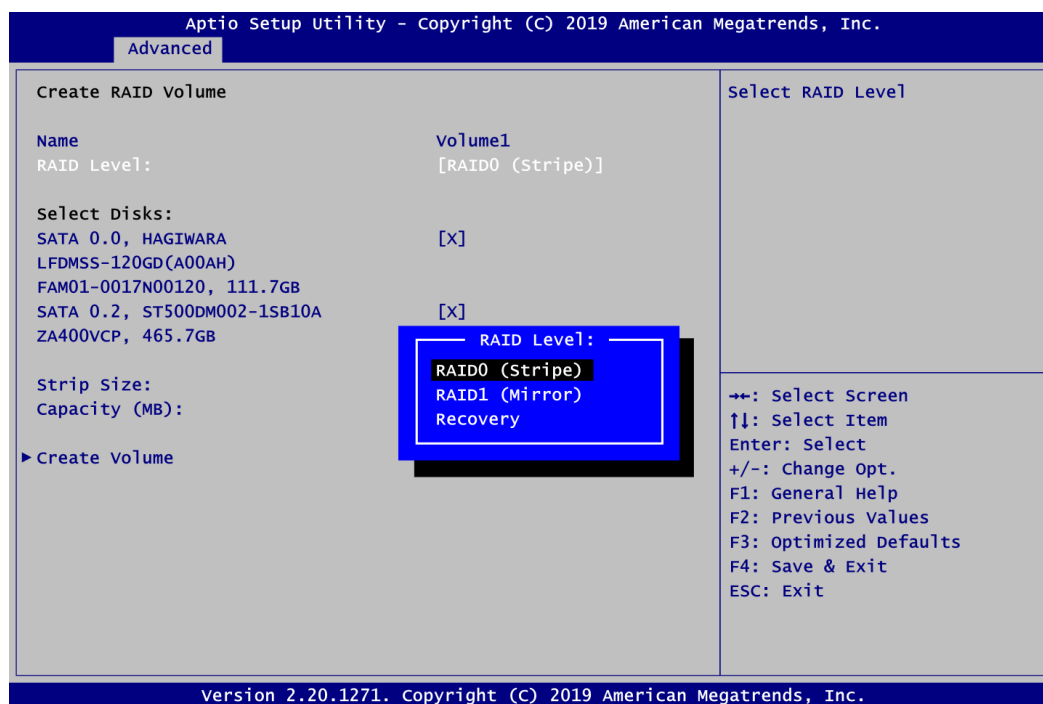 Aptio Setup Utility – Copyright (C) 2019 American Megatrends, Inc.
Advanced
Create RAID Volume
Name Volume1
RAID Level: [RAID0 (Stripe)]
Select Disks:
SATA 0.0, HAGIWARA [X]
LFDMSS-120GD(A00AH)
FAM01-0017N00120, 111.7GB
SATA 0.2, ST500DM002-1SB10A [X]
ZA400VCP, 465.7GB
Strip Size:
Capacity (MB):
▶ Create Volume
RAID Level:
RAID0 (Stripe)
RAID1 (Mirror)
Recovery
Select RAID Level
→←: Select Screen
↑↓: Select Item
Enter: Select
+/-: Change Opt.
F1: General Help
F2: Previous Values
F3: Optimized Defaults
F4: Save & Exit
ESC: Exit
Version 2.20.1271. Copyright (C) 2019 American Megatrends, Inc.